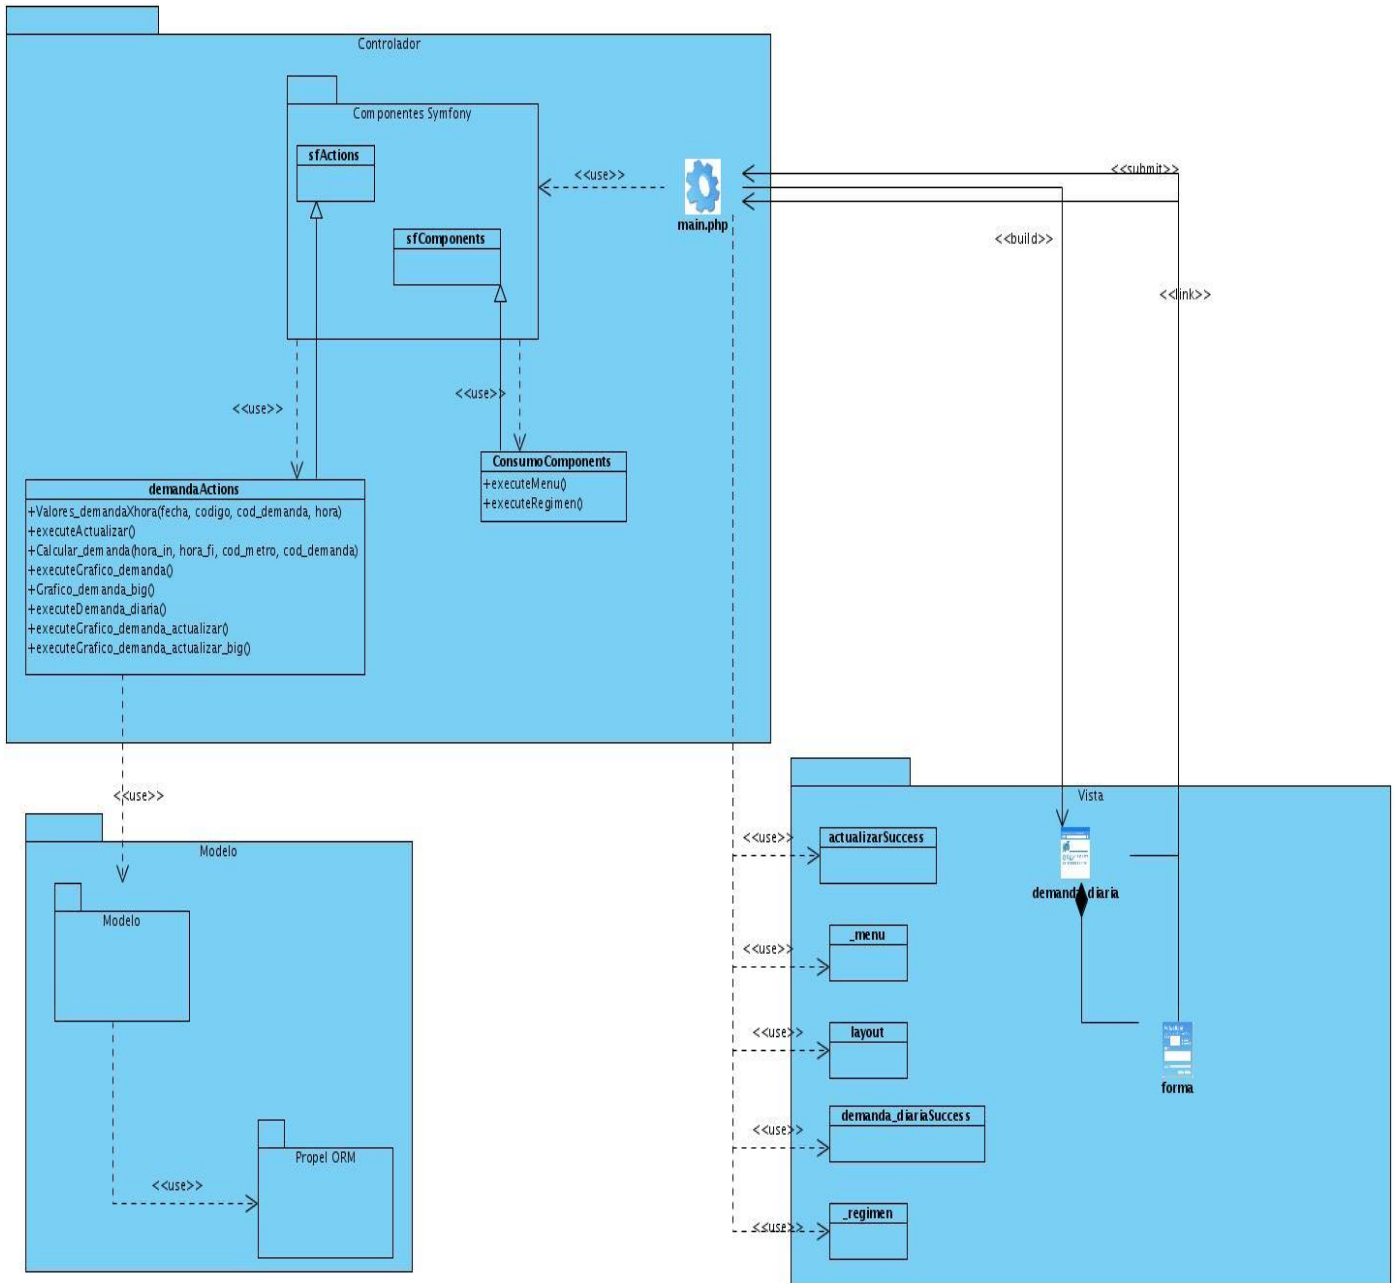 Controlador
Componentes Symfony
sfActions
<<use>>
<<submit>>
main.php
sfComponents
<<build>>
<<link>>
<<use>>
<<use>>
ConsumoComponents
+executeMenu()
+executeRegimen()
demandaActions
+Valores_demandaXhora(fecha, codigo, cod_demanda, hora)
+executeActualizar()
+Calcular_demanda(hora_in, hora_fi, cod_metro, cod_demanda)
+executeGrafico_demanda()
+Grafico_demanda_big()
+executeDemanda_diaria()
+executeGrafico_demanda_actualizar()
+executeGrafico_demanda_actualizar_big()
<<use>>
Modelo
Modelo
<<use>>
Propel ORM
Vista
<<use>>
actualizarSuccess
demanda_diaria
<<use>>
_menu
<<use>>
layout
forma
<<use>>
demanda_diariaSuccess
<<use>>
_regimen